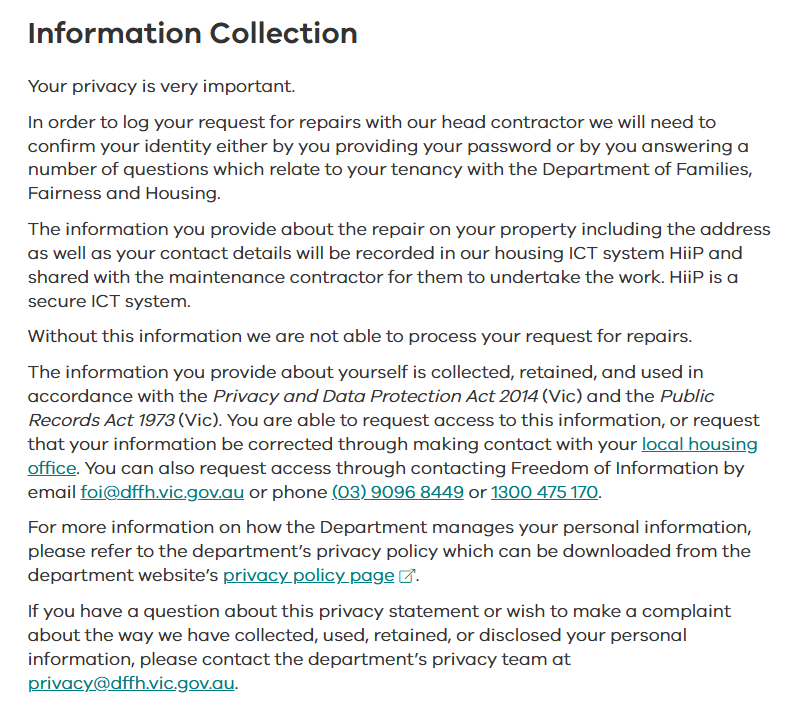 Information Collection
Your privacy is very important.
In order to log your request for repairs with our head contractor we will need to
confirm your identity either by you providing your password or by you answering a
number of questions which relate to your tenancy with the Department of Families,
Fairness and Housing.
The information you provide about the repair on your property including the address
as well as your contact details will be recorded in our housing ICT system HiiP and
shared with the maintenance contractor for them to undertake the work. HiiP is a
secure ICT system.
Without this information we are not able to process your request for repairs.
The information you provide about yourself is collected, retained, and used in
accordance with the Privacy and Data Protection Act 2014 (Vic) and the Public
Records Act 1973 (Vic). You are able to request access to this information, or request
that your information be corrected through making contact with your local housing
office. You can also request access through contacting Freedom of Information by
email foi@dffh.vic.gov.au or phone (03) 9096 8449 or 1300 475 170.
For more information on how the Department manages your personal information,
please refer to the department’s privacy policy which can be downloaded from the
department website’s privacy policy page.
If you have a question about this privacy statement or wish to make a complaint
about the way we have collected, used, retained, or disclosed your personal
information, please contact the department’s privacy team at
privacy@dffh.vic.gov.au.